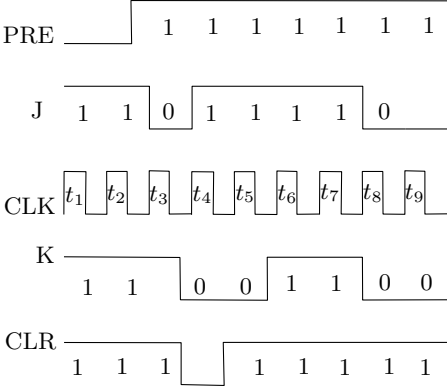 PRE 1 1 1 1 1 1 1
J 1 1 0 1 1 1 1 0
CLK t₁ t₂ t₃ t₄ t₅ t₆ t₇ t₈ t₉
K 1 1 0 0 1 1 0 0
CLR 1 1 1 1 1 1 1 1